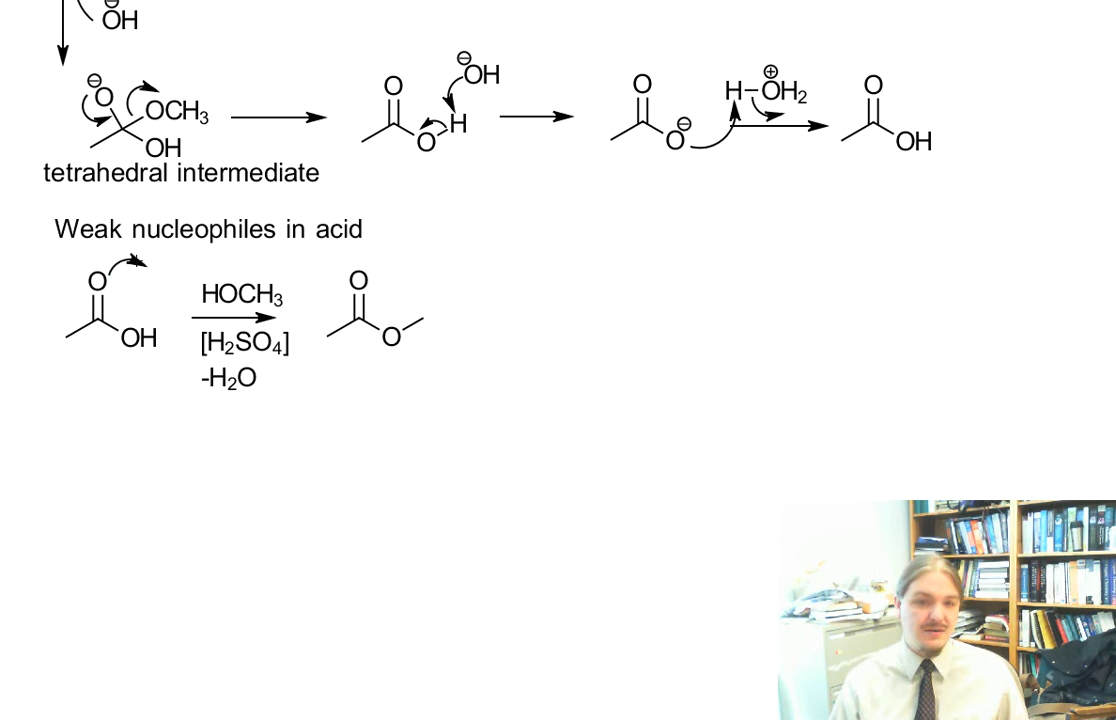 ⊖
OH
⊖
O
OCH₃
OH
tetrahedral intermediate
O
O
H
⊖
OH
O
O
⊖
H-OH₂
⊕
O
OH
Weak nucleophiles in acid
O
OH
HOCH₃
[H₂SO₄]
-H₂O
O
O